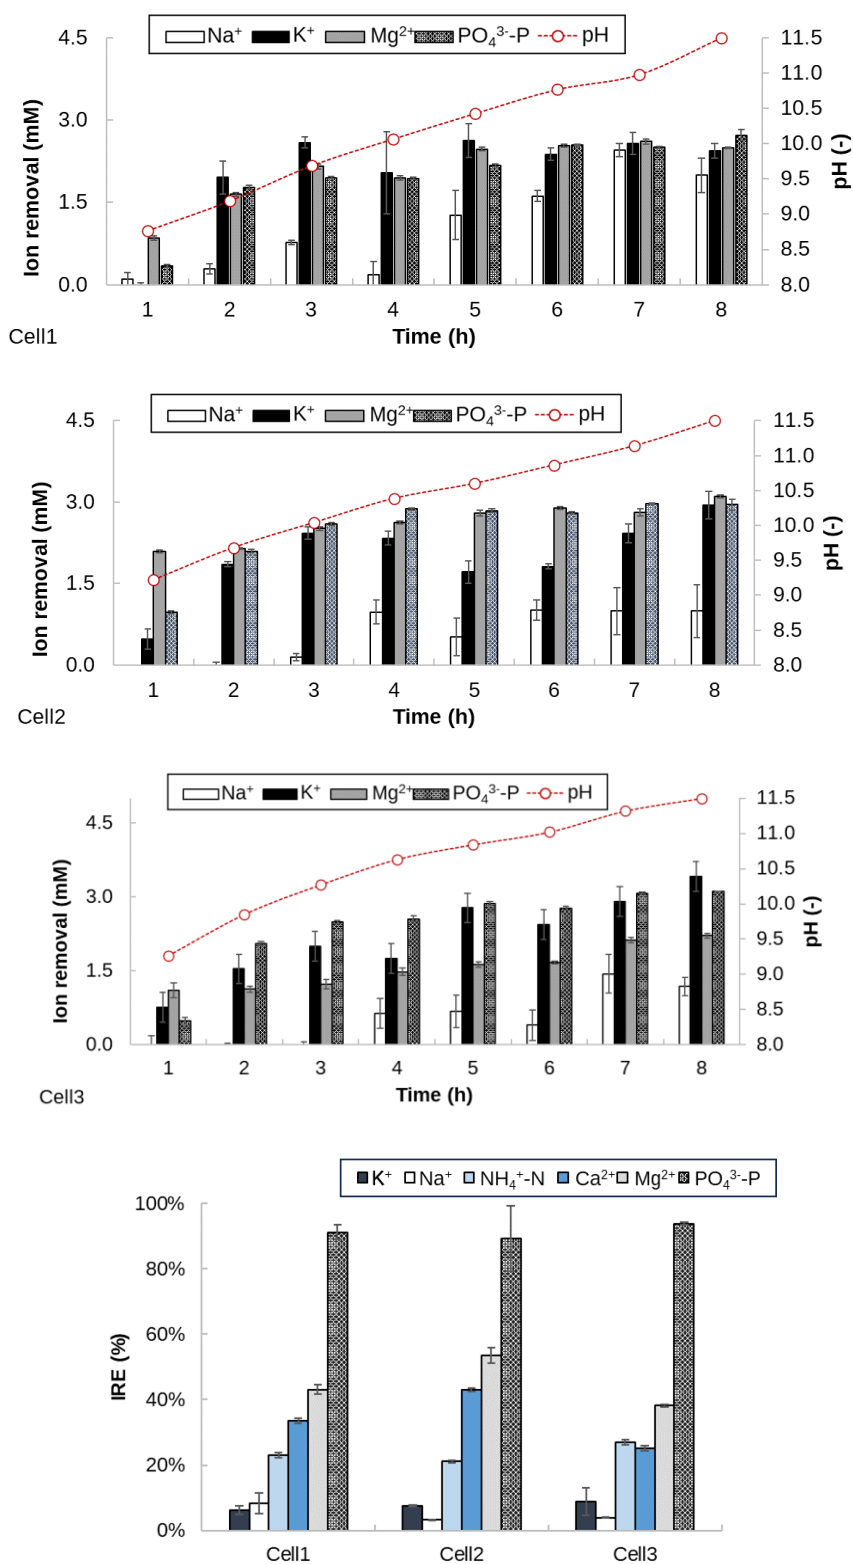 Na⁺ K⁺ Mg²⁺ PO₄³⁻-P pH
4.5 3.0 1.5 0.0
Ion removal (mM)
11.5 11.0 10.5 10.0 9.5 9.0 8.5 8.0
pH (-)
1 2 3 4 5 6 7 8
Cell1 Time (h)
Na⁺ K⁺ Mg²⁺ PO₄³⁻-P pH
4.5 3.0 1.5 0.0
Ion removal (mM)
11.5 11.0 10.5 10.0 9.5 9.0 8.5 8.0
pH (-)
1 2 3 4 5 6 7 8
Cell2 Time (h)
Na⁺ K⁺ Mg²⁺ PO₄³⁻-P pH
4.5 3.0 1.5 0.0
Ion removal (mM)
11.5 11.0 10.5 10.0 9.5 9.0 8.5 8.0
pH (-)
1 2 3 4 5 6 7 8
Cell3 Time (h)
K⁺ Na⁺ NH₄⁺-N Ca²⁺ Mg²⁺ PO₄³⁻-P
100% 80% 60% 40% 20% 0%
IRE (%)
Cell1 Cell2 Cell3